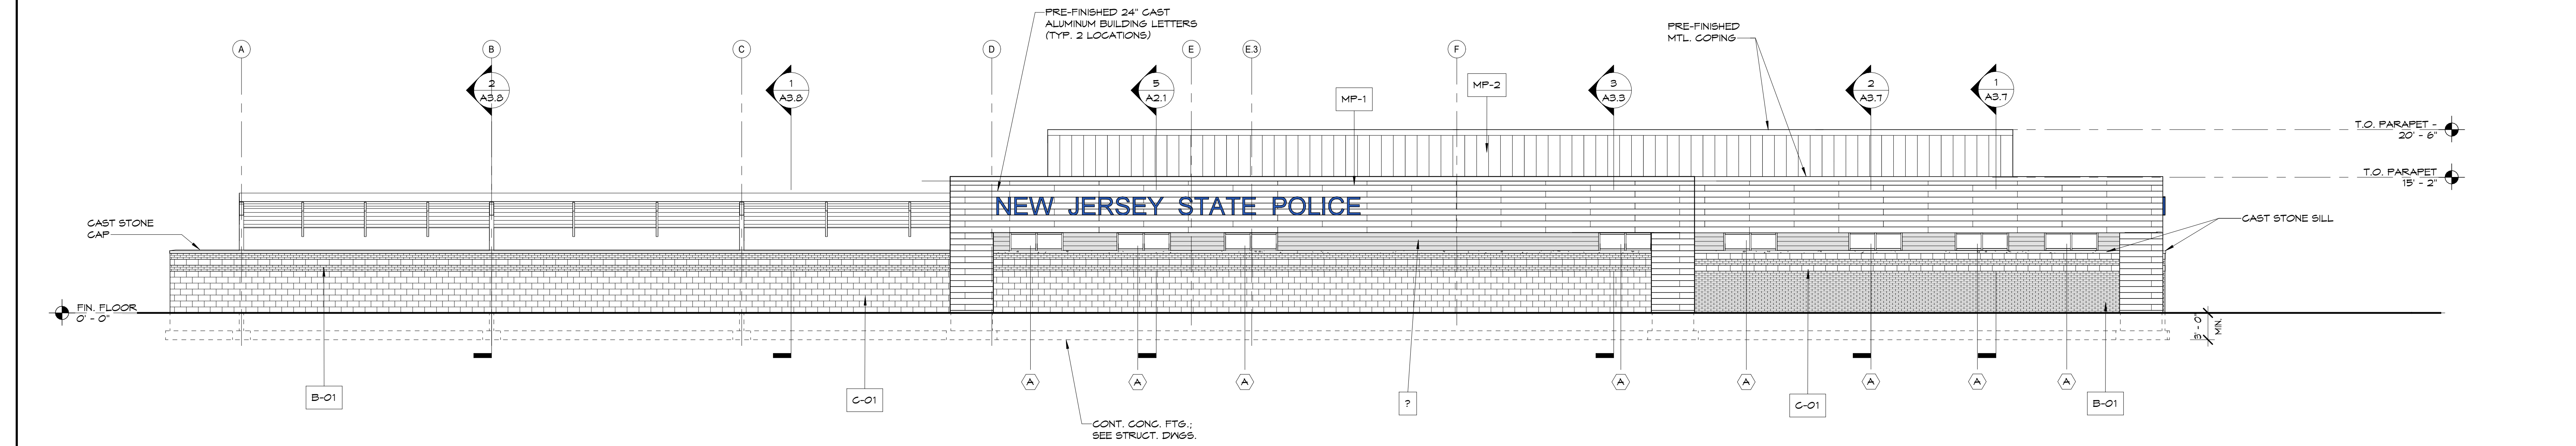 PRE-FINISHED 24" CAST
ALUMINUM BUILDING LETTERS
(TYP. 2 LOCATIONS)
PRE-FINISHED
MTL. COPING
A
B
C
D
E
E.3
F
2
A3.8
1
A3.8
5
A2.1
3
A3.3
2
A3.7
1
A3.7
MP-1
MP-2
T.O. PARAPET -
20' - 6"
T.O. PARAPET
15' - 2"
NEW JERSEY STATE POLICE
CAST STONE
CAP
CAST STONE SILL
FIN. FLOOR
0' - 0"
3' - 0"
MIN.
A
A
A
A
A
A
A
A
B-01
C-01
?
C-01
B-01
CONT. CONC. FTG.;
SEE STRUCT. DWGS.